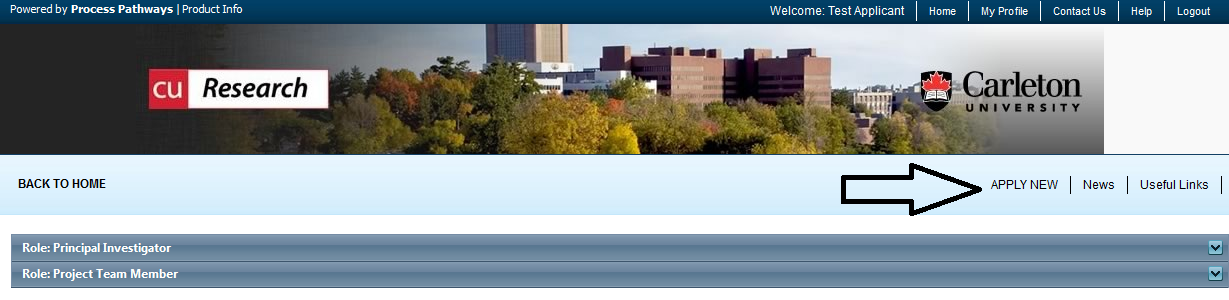 Powered by Process Pathways | Product Info
Welcome: Test Applicant Home My Profile Contact Us Help Logout
cu Research
Carleton
UNIVERSITY
BACK TO HOME
APPLY NEW News Useful Links
Role: Principal Investigator
Role: Project Team Member